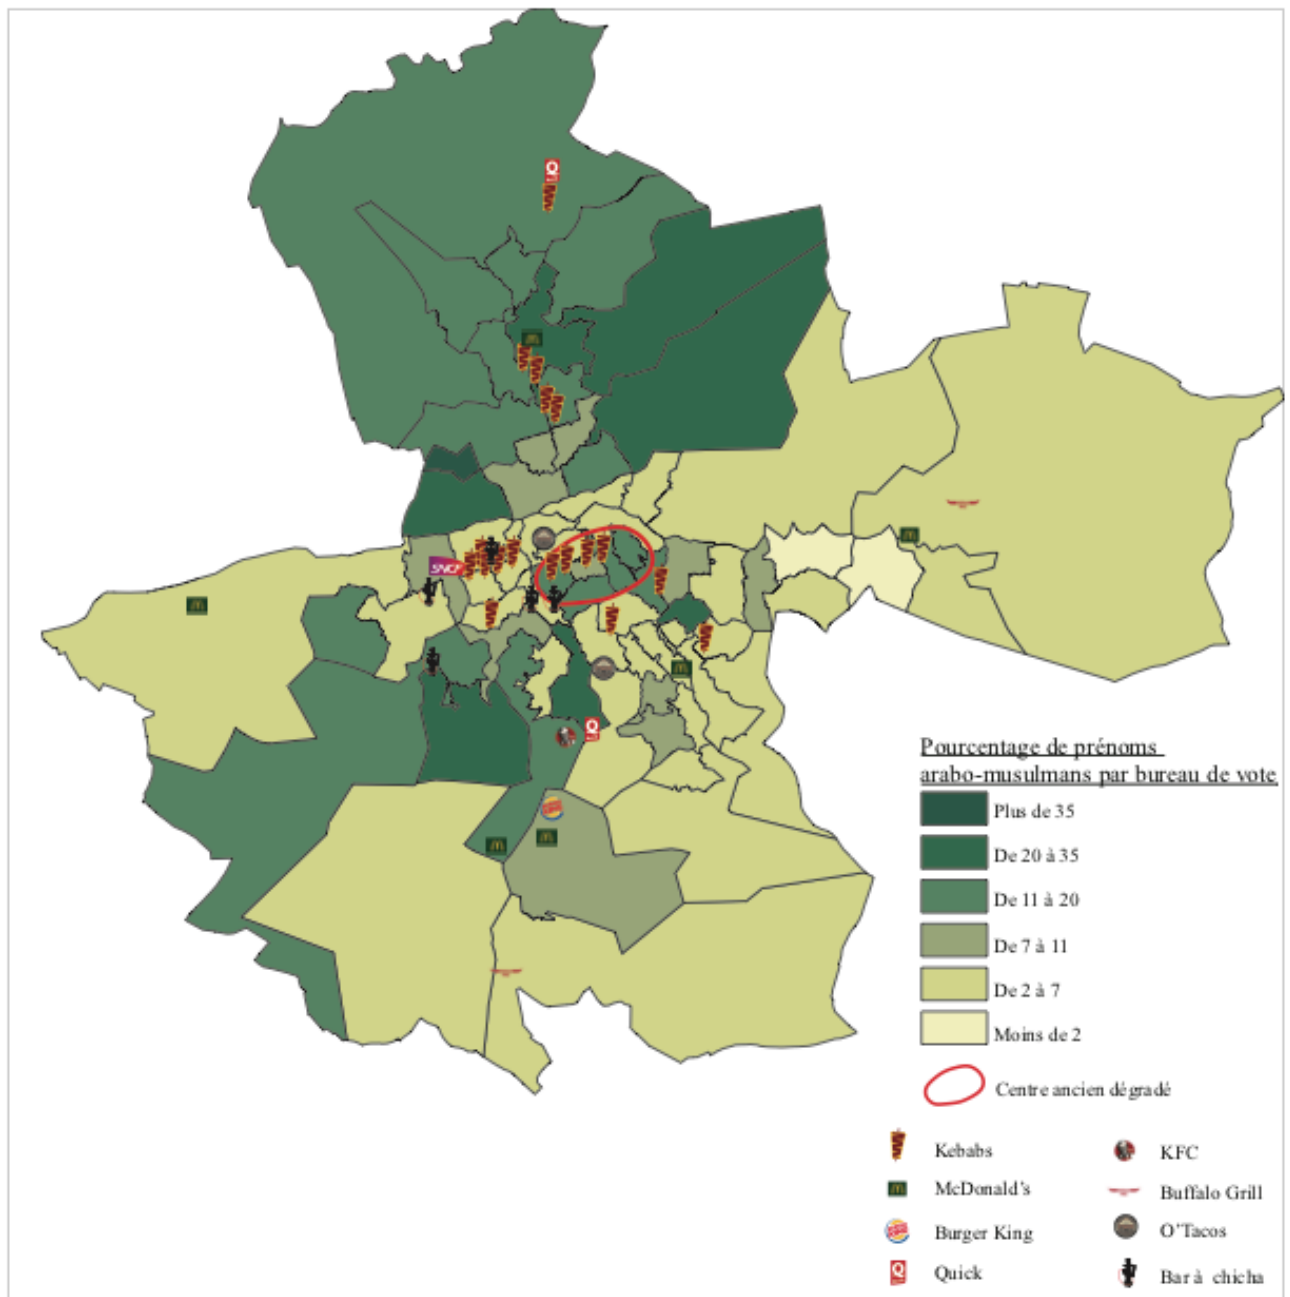 SNCF
Pourcentage de prénoms
arabo-musulmans par bureau de vote
Plus de 35
De 20 à 35
De 11 à 20
De 7 à 11
De 2 à 7
Moins de 2
Centre ancien dégradé
Kebabs
McDonald's
Burger King
Quick
KFC
Buffalo Grill
O'Tacos
Bar à chicha